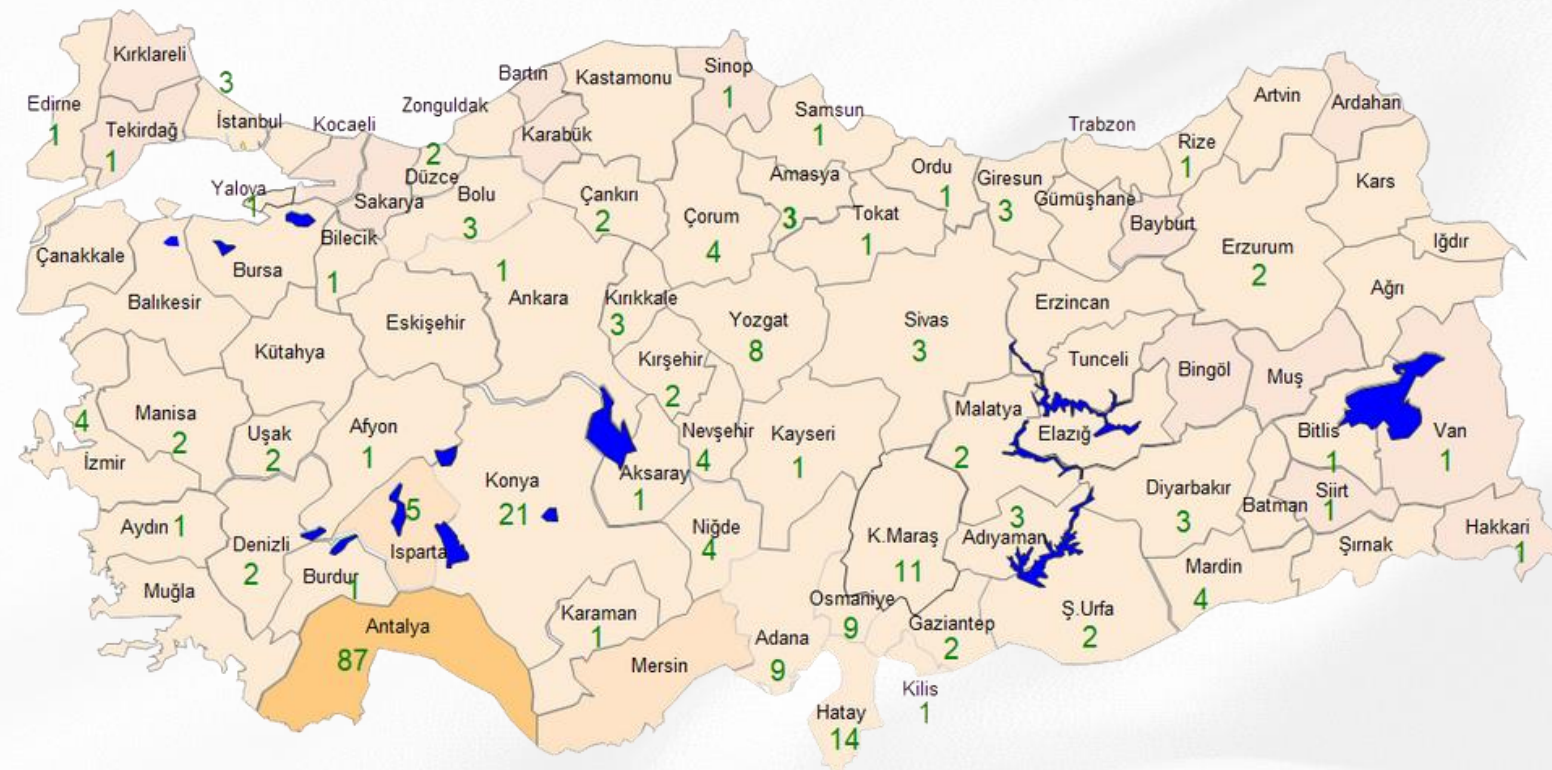 Kırklareli
3
Edirne
1
Tekirdağ
1
İstanbul
Kocaeli
Yalova
1
Sakarya
Düzce
Zonguldak
2
Bartın
Karabük
Kastamonu
Sinop
1
Samsun
1
Bolu
3
Çankırı
2
Çorum
4
Amasya
3
Tokat
1
Ordu
1
Giresun
3
Gümüşhane
Trabzon
Rize
1
Artvin
Ardahan
Kars
Bayburt
Erzurum
2
Iğdır
Ağrı
Çanakkale
Balıkesir
Bursa
Bilecik
1
Kütahya
Eskişehir
1
Ankara
Kırıkkale
3
Kırşehir
2
Yozgat
8
Sivas
3
Erzincan
Tunceli
Bingöl
Muş
Manisa
2
4
İzmir
Uşak
2
Afyon
1
Konya
21
Aksaray
1
Nevşehir
4
Kayseri
1
Malatya
2
Elazığ
Bitlis
1
Van
1
Aydın 1
Denizli
2
5
Isparta
Burdur
1
Muğla
Antalya
87
Karaman
1
Niğde
4
Mersin
Adana
9
Osmaniye
9
K.Maraş
11
3
Adıyaman
Gaziantep
2
Kilis
1
Hatay
14
Ş.Urfa
2
Diyarbakır
3
Mardin
4
Batman
Siirt
1
Şırnak
Hakkari
1